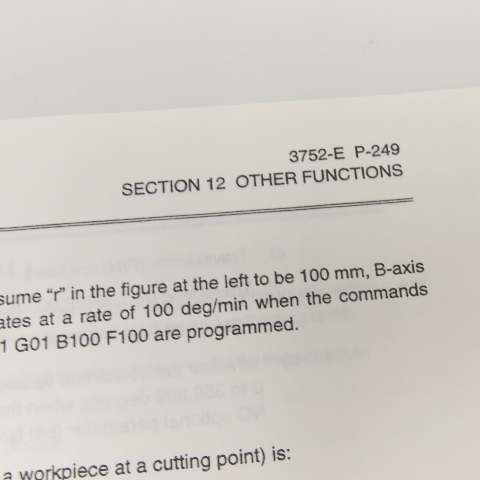 3752-E P-249
SECTION 12 OTHER FUNCTIONS
sume “r” in the figure at the left to be 100 mm, B-axis
ates at a rate of 100 deg/min when the commands
1 G01 B100 F100 are programmed.
a workpiece at a cutting point) is: